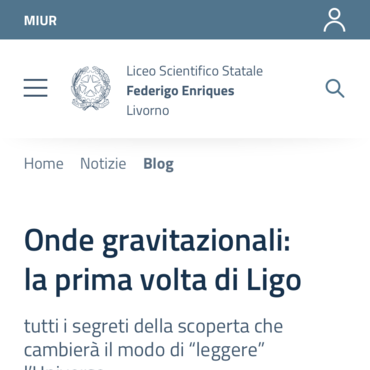 MIUR
Liceo Scientifico Statale
Federigo Enriques
Livorno
Home Notizie Blog
Onde gravitazionali:
la prima volta di Ligo
tutti i segreti della scoperta che
cambierà il modo di “leggere”
l’Universo